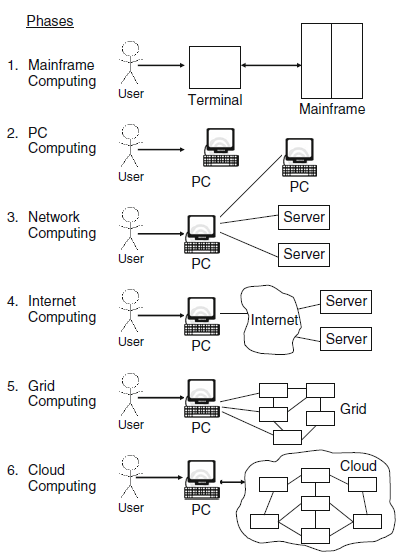 Phases
1. Mainframe
Computing
User
Terminal
Mainframe
2. PC
Computing
User
PC
PC
3. Network
Computing
User
PC
Server
Server
4. Internet
Computing
User
PC
Internet
Server
Server
5. Grid
Computing
User
PC
Grid
6. Cloud
Computing
User
PC
Cloud